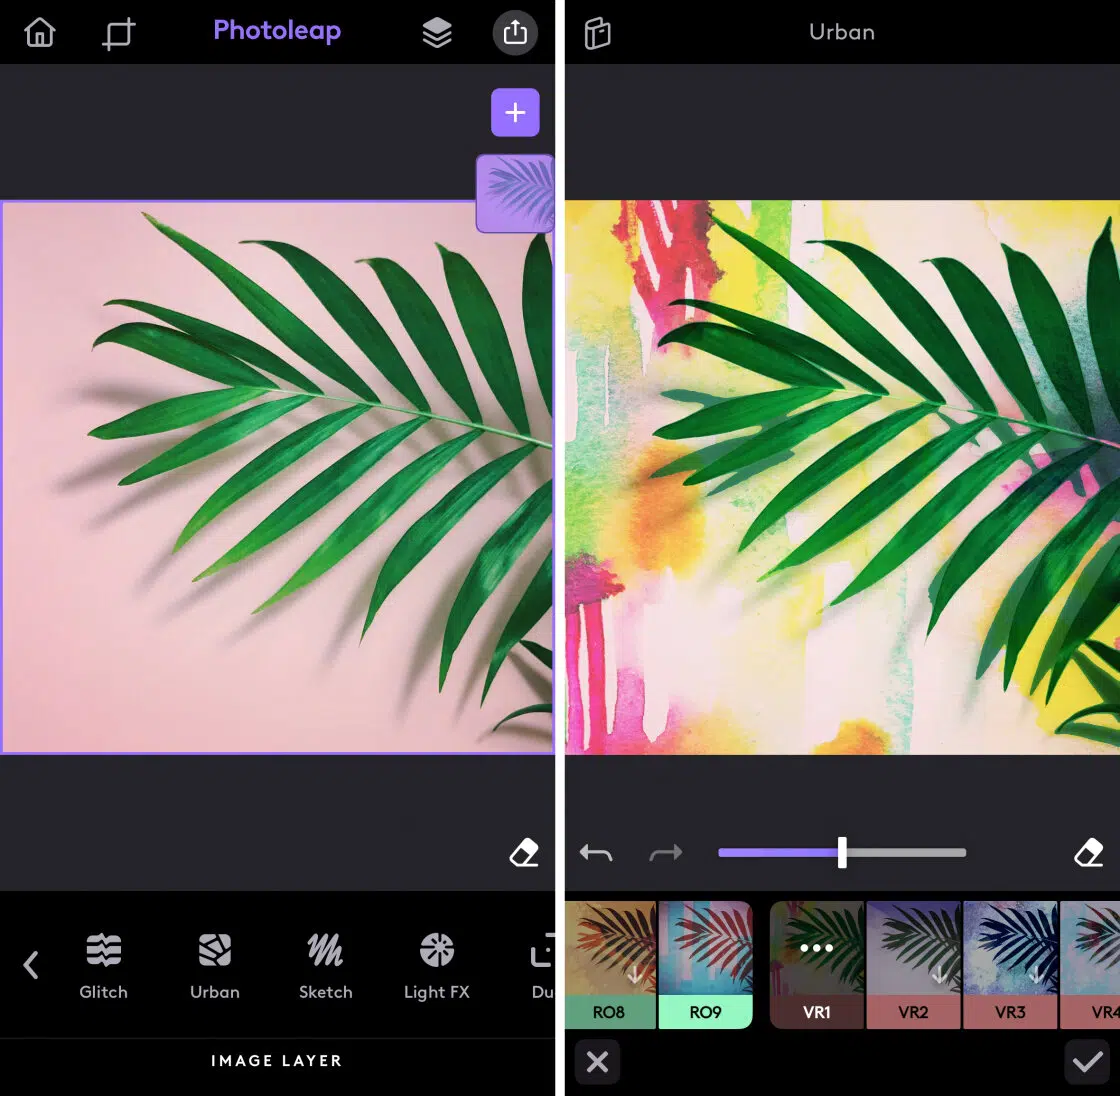 Photoleap
Glitch
Urban
Sketch
Light FX
Du
IMAGE LAYER
Urban
RO8
RO9
VR1
VR2
VR3
VR4